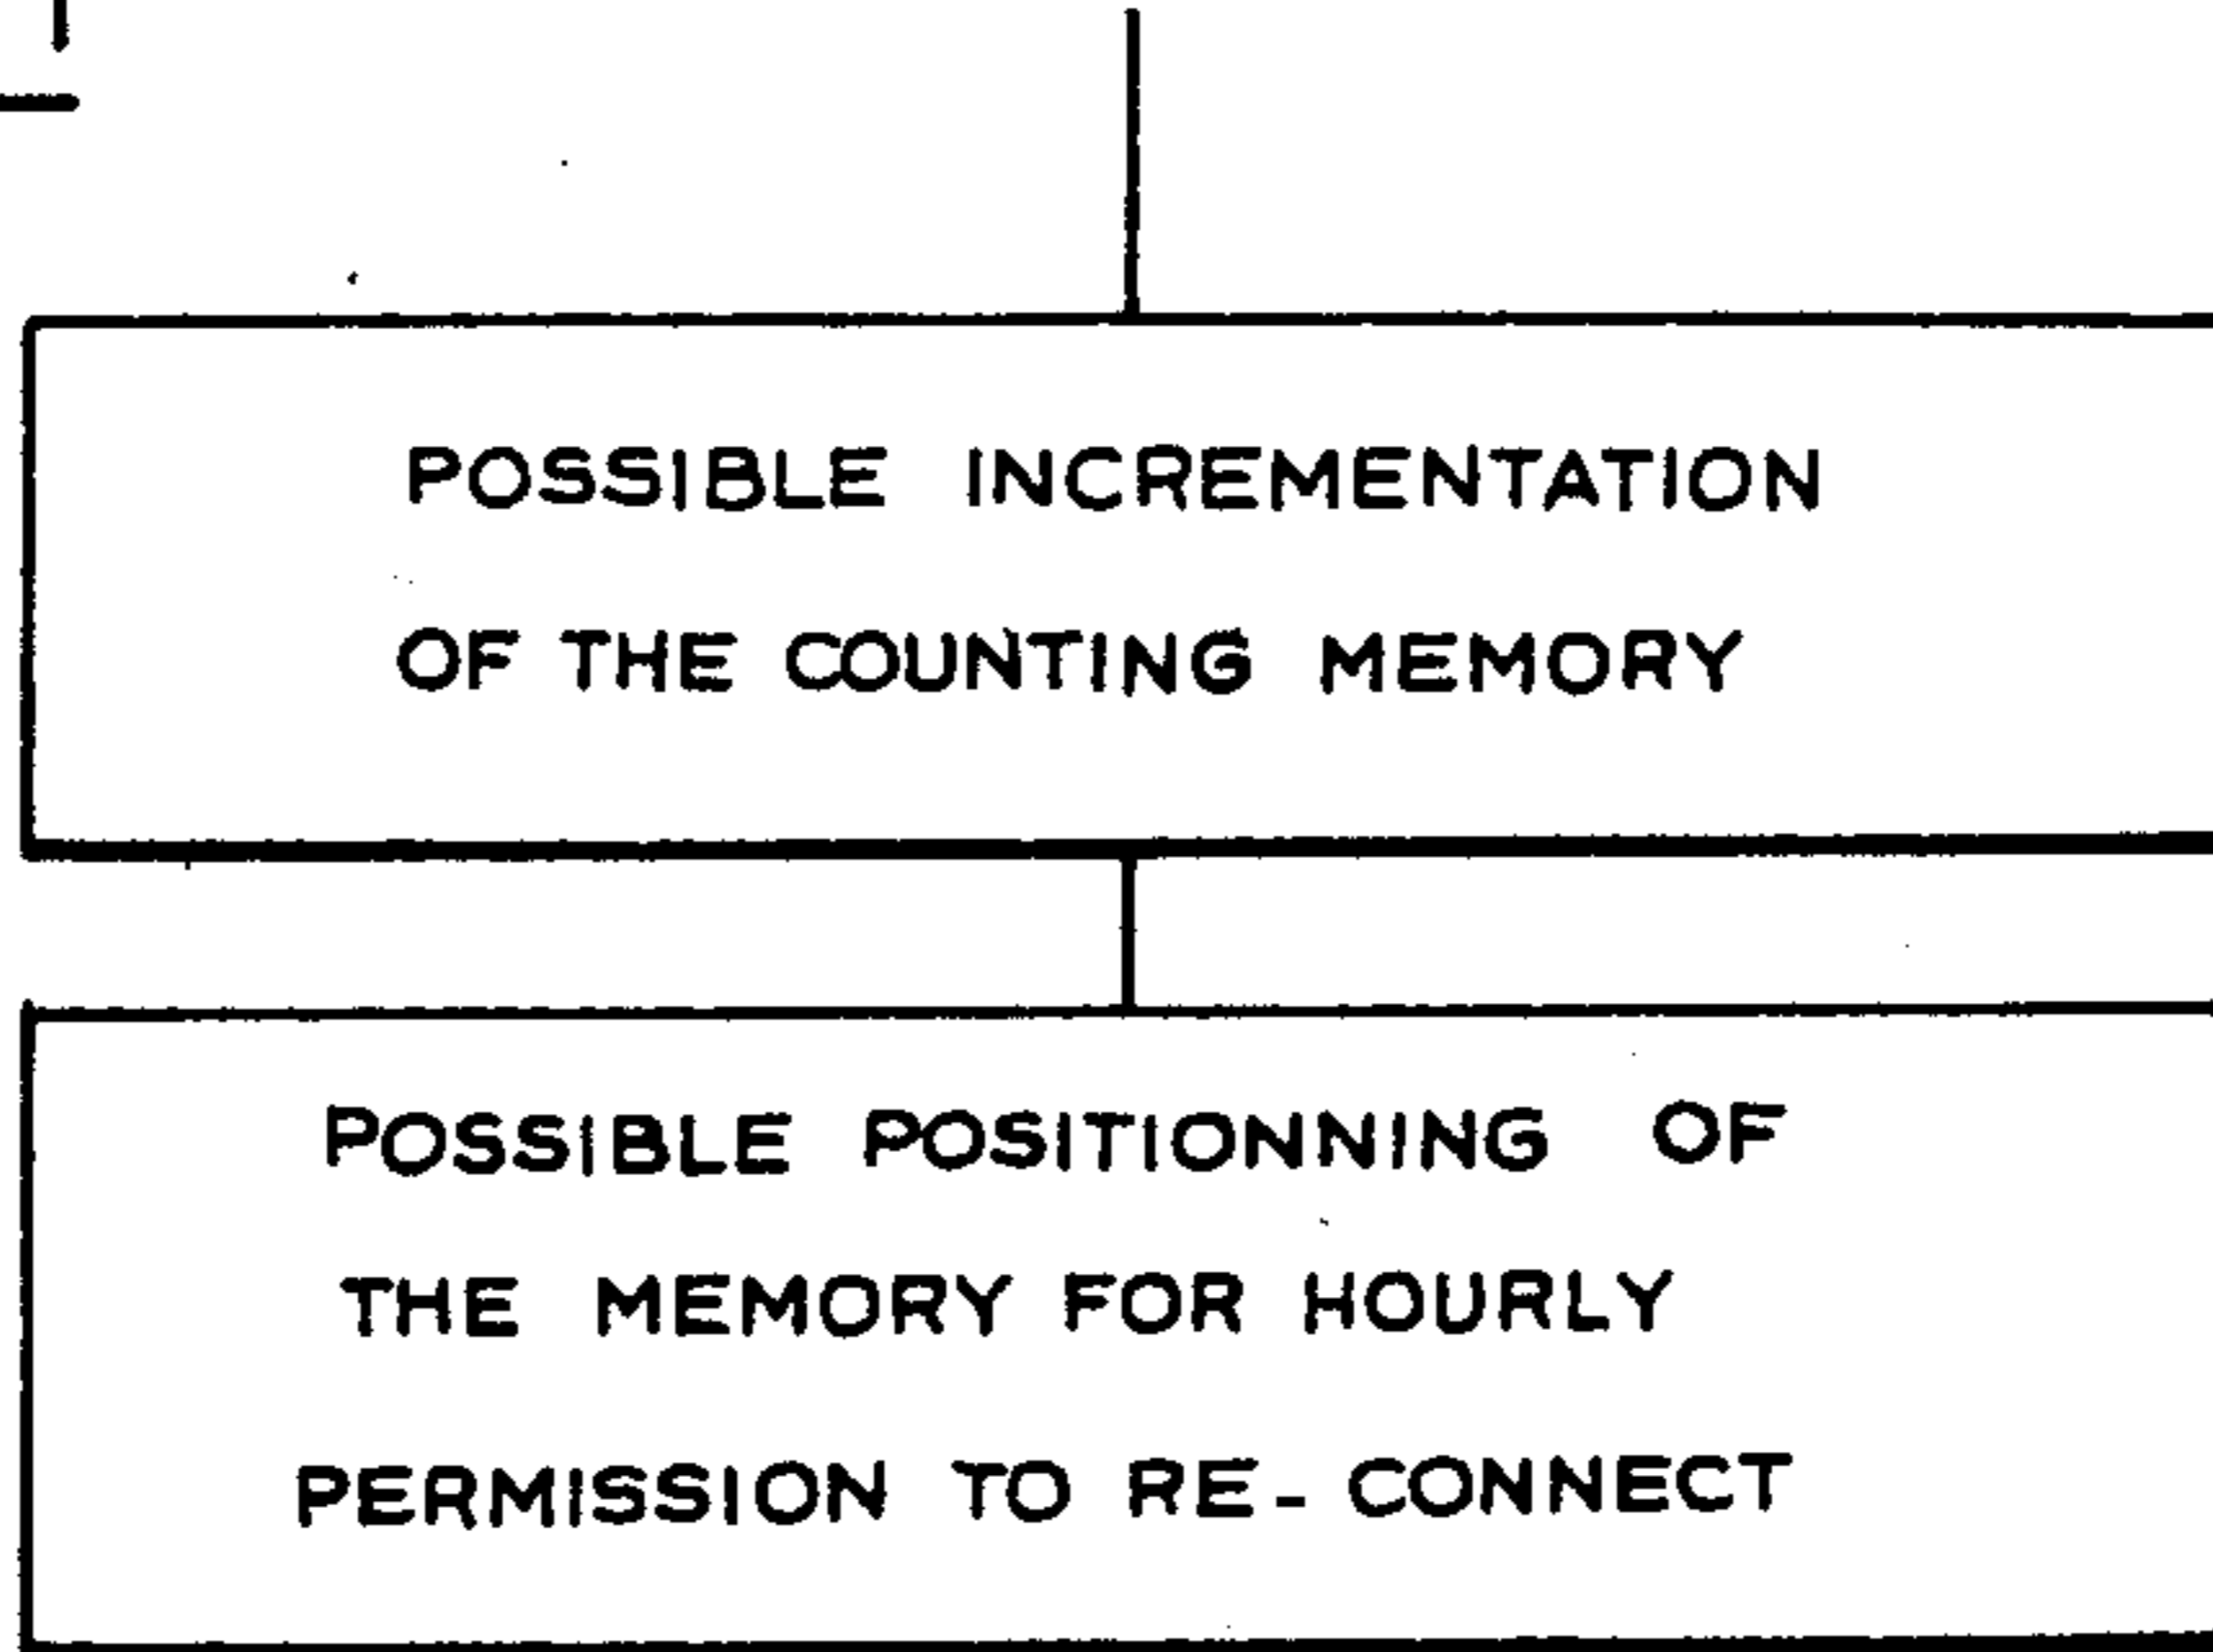 POSSIBLE INCREMENTATION
OF THE COUNTING MEMORY
POSSIBLE POSITIONNING OF
THE MEMORY FOR HOURLY
PERMISSION TO RE-CONNECT